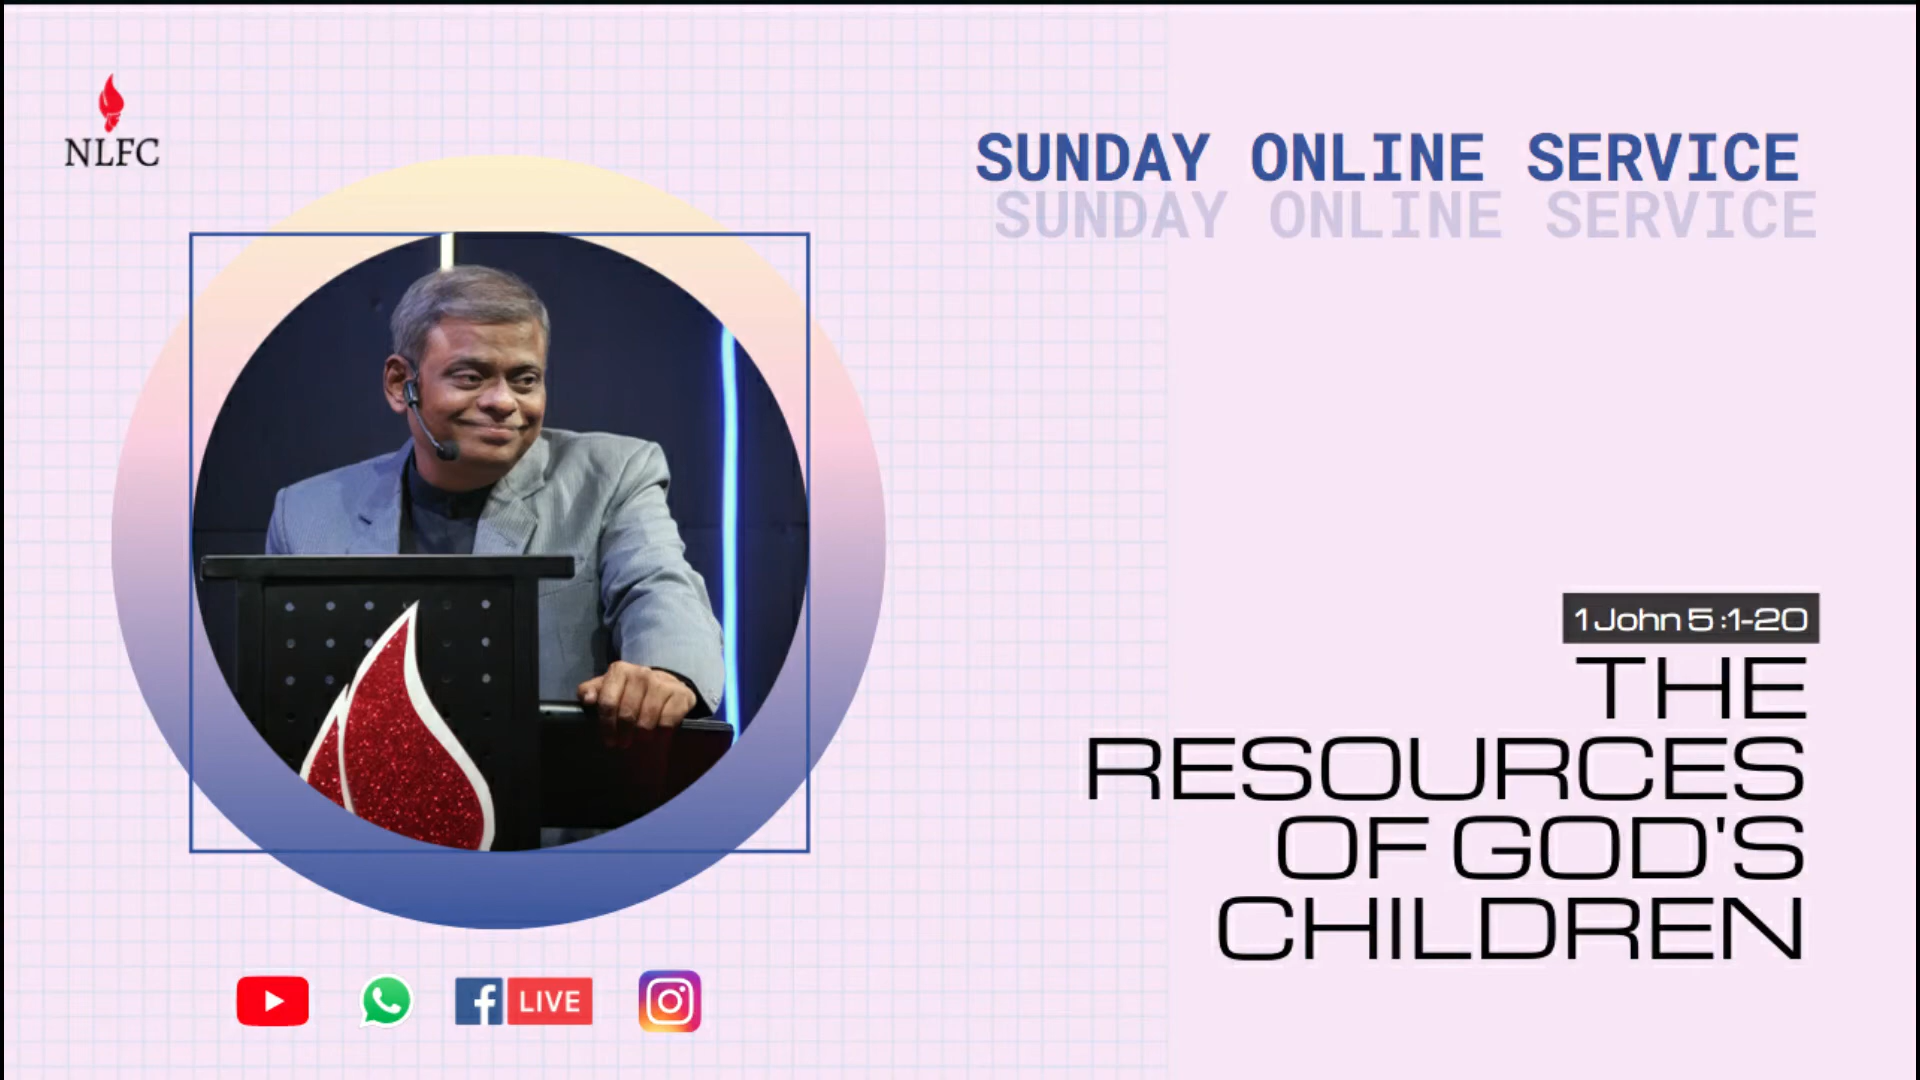 NLFC
SUNDAY ONLINE SERVICE
SUNDAY ONLINE SERVICE
1 John 5 :1-20
THE
RESOURCES
OF GOD'S
CHILDREN
LIVE